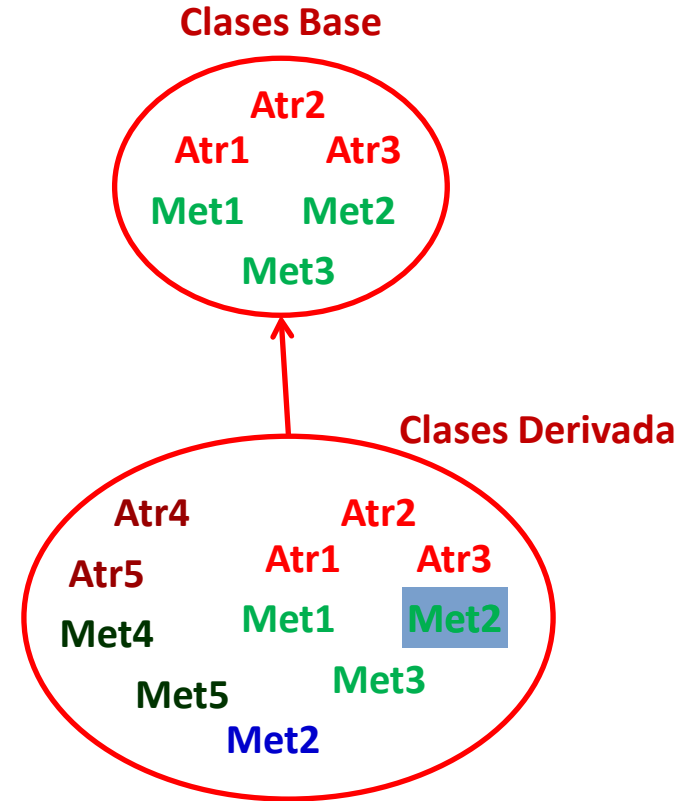 Clases Base
Atr2
Atr1 Atr3
Met1 Met2
Met3
Clases Derivada
Atr4 Atr2
Atr5 Atr1 Atr3
Met4 Met1 Met2
Met5 Met3
Met2